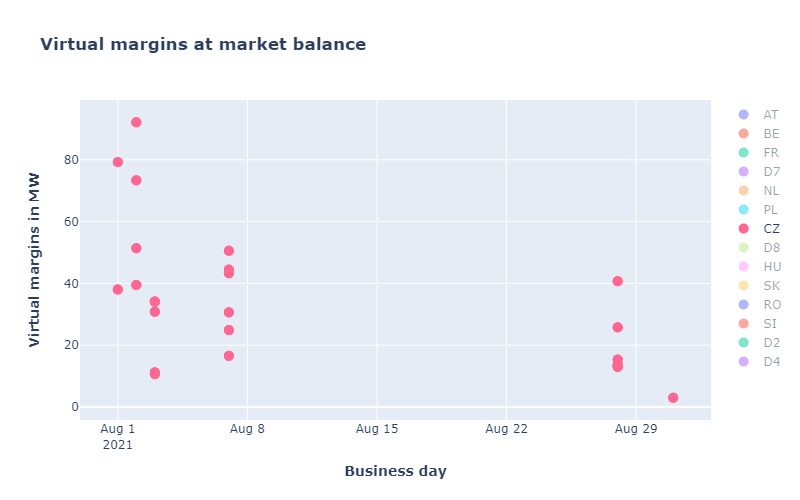 Virtual margins at market balance
Virtual margins in MW
80
60
40
20
0
Aug 1
2021
Aug 8
Aug 15
Aug 22
Aug 29
Business day
AT
BE
FR
D7
NL
PL
CZ
D8
HU
SK
RO
SI
D2
D4